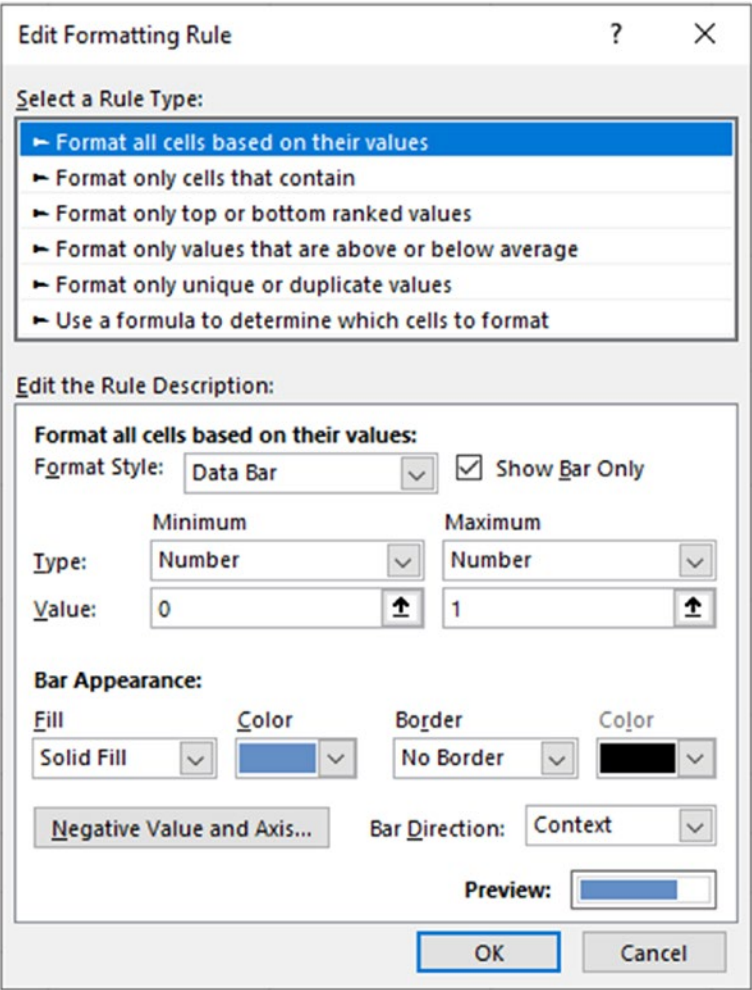 Edit Formatting Rule ? ×
Select a Rule Type:
► Format all cells based on their values
► Format only cells that contain
► Format only top or bottom ranked values
► Format only values that are above or below average
► Format only unique or duplicate values
► Use a formula to determine which cells to format
Edit the Rule Description:
Format all cells based on their values:
Format Style: Data Bar Show Bar Only
Minimum Maximum
Type: Number Number
Value: 0 1
Bar Appearance:
Fill Color Border Color
Solid Fill No Border
Negative Value and Axis... Bar Direction: Context
Preview:
OK Cancel